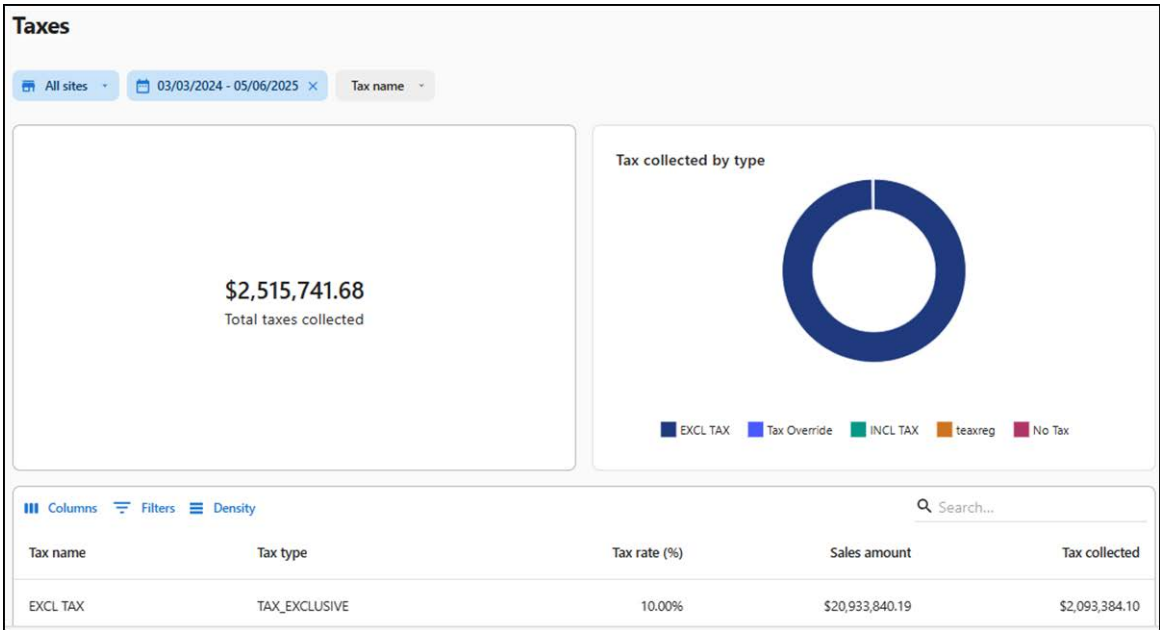 Taxes
All sites 03/03/2024 - 05/06/2025 × Tax name
$2,515,741.68
Total taxes collected
Tax collected by type
EXCL TAX Tax Override INCL TAX teaxreg No Tax
Columns Filters Density Search...
Tax name Tax type Tax rate (%) Sales amount Tax collected
EXCL TAX TAX_EXCLUSIVE 10.00% $20,933,840.19 $2,093,384.10